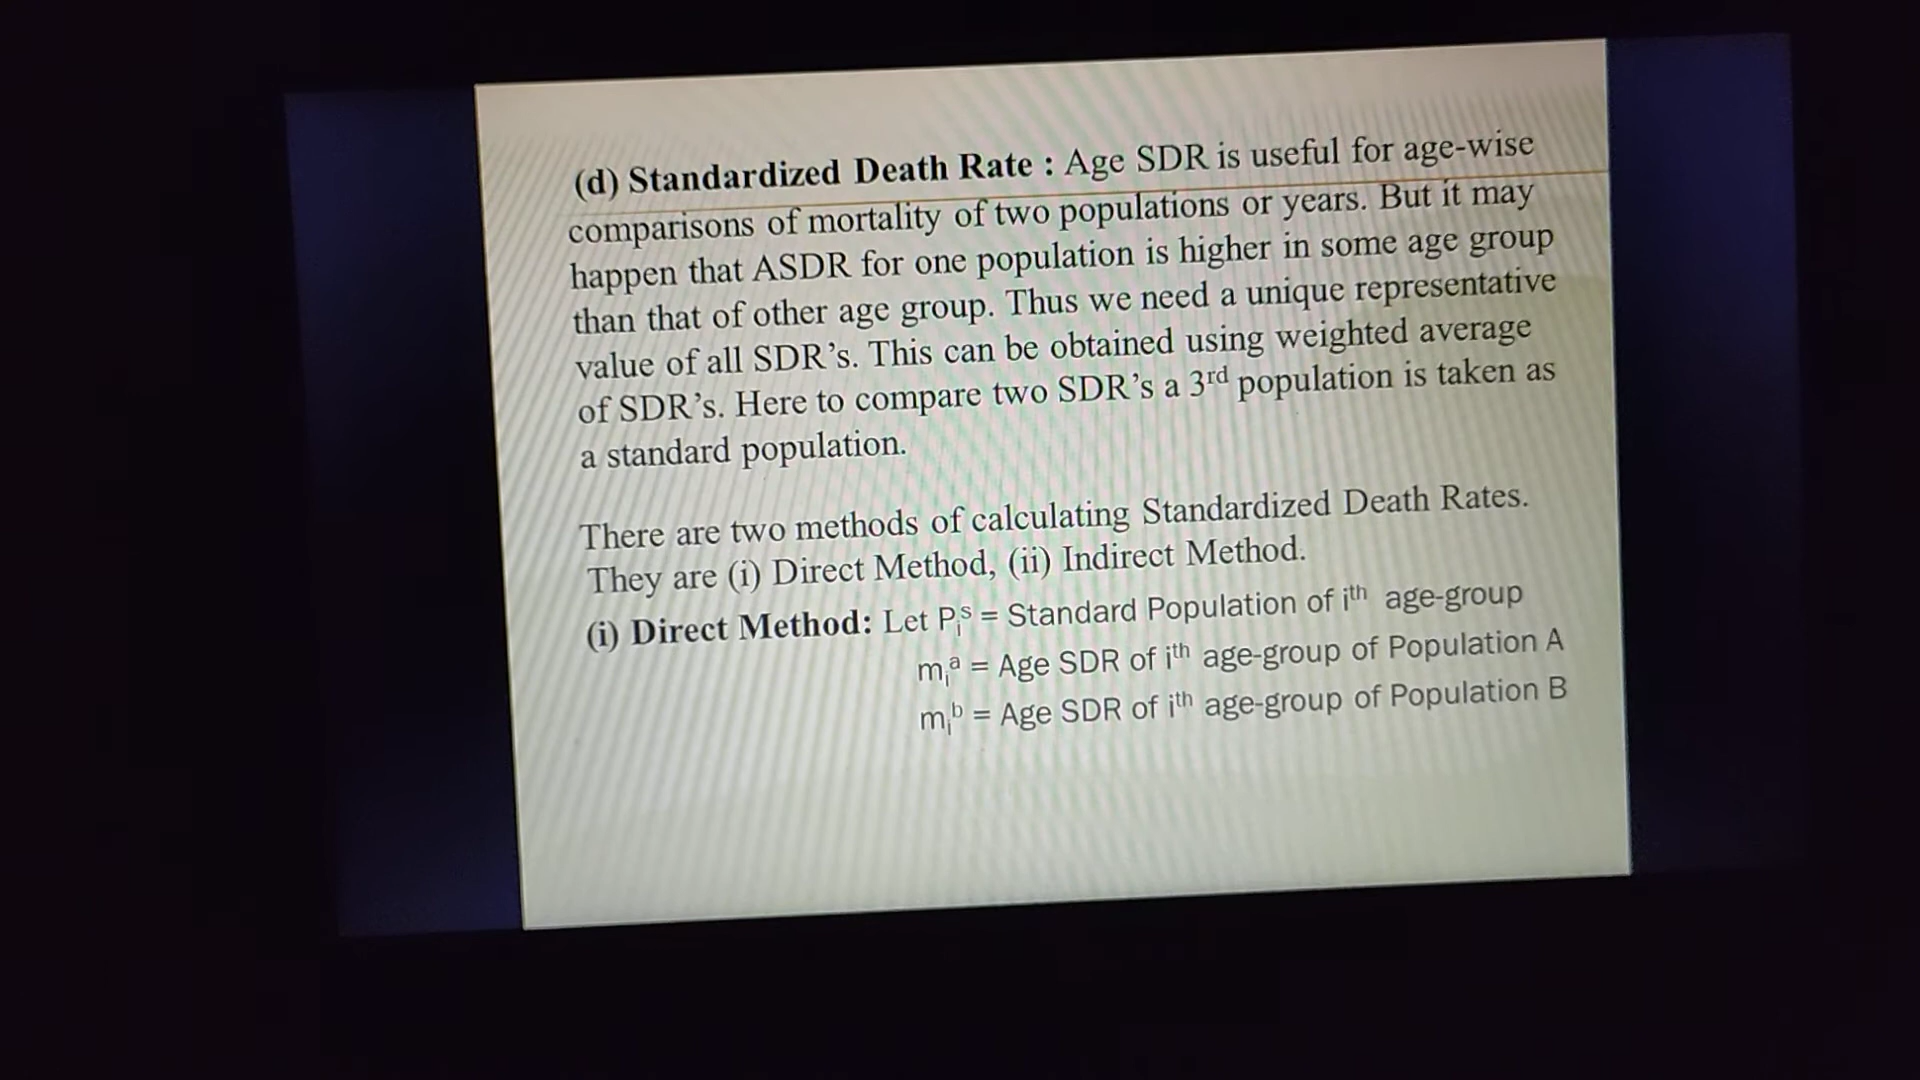 (d) Standardized Death Rate : Age SDR is useful for age-wise
comparisons of mortality of two populations or years. But it may
happen that ASDR for one population is higher in some age group
than that of other age group. Thus we need a unique representative
value of all SDR’s. This can be obtained using weighted average
of SDR’s. Here to compare two SDR’s a 3rd population is taken as
a standard population.
There are two methods of calculating Standardized Death Rates.
They are (i) Direct Method, (ii) Indirect Method.
(i) Direct Method: Let Pᵢˢ = Standard Population of iᵗʰ age-group
mᵢᵃ = Age SDR of iᵗʰ age-group of Population A
mᵢᵇ = Age SDR of iᵗʰ age-group of Population B